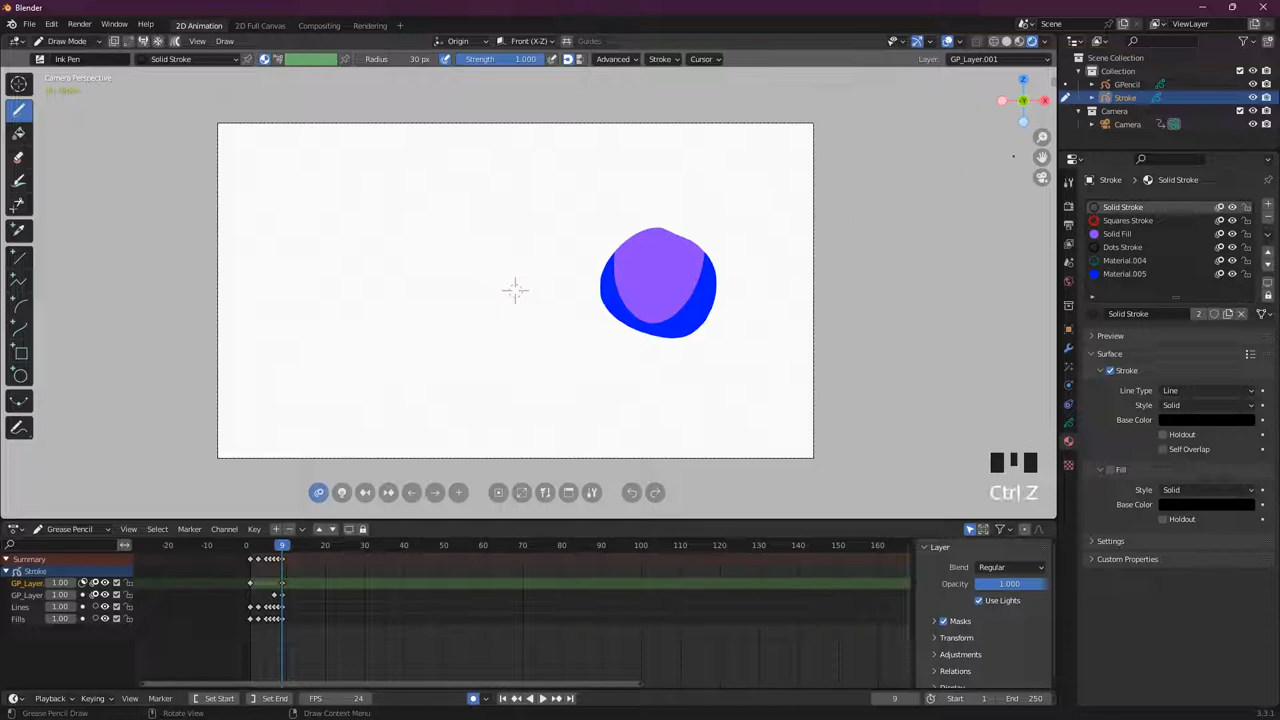 Blender
File Edit Render Window Help 2D Animation 2D Full Canvas Compositing Rendering + Scene ViewLayer
Draw Mode View Draw Origin Front (X-Z) Guides
Ink Pen Solid Stroke Radius 30 px Strength 1.000 Advanced Stroke Cursor Layer: GP_Layer.001
Camera Perspective
Z
Y
X
Scene Collection
Collection
GPencil
Stroke
Camera
Camera
Stroke Solid Stroke
Solid Stroke
Squares Stroke
Solid Fill
Dots Stroke
Material.004
Material.005
Solid Stroke 2
Preview
Surface
Stroke
Line Type Line
Style Solid
Base Color
Holdout
Self Overlap
Fill
Style Solid
Base Color
Holdout
Settings
Custom Properties
Ctrl Z
Grease Pencil View Select Marker Channel Key
-20 -10 0 9 20 30 40 50 60 70 80 90 100 110 120 130 140 150 160
Summary
Stroke
GP_Layer. 1.00
GP_Layer 1.00
Lines 1.00
Fills 1.00
Layer
Blend Regular
Opacity 1.000
Use Lights
Masks
Transform
Adjustments
Relations
Display
Playback Keying View Marker Set Start Set End FPS 24 9 Start 1 End 250
Grease Pencil Draw Rotate View Draw Context Menu 3.3.1